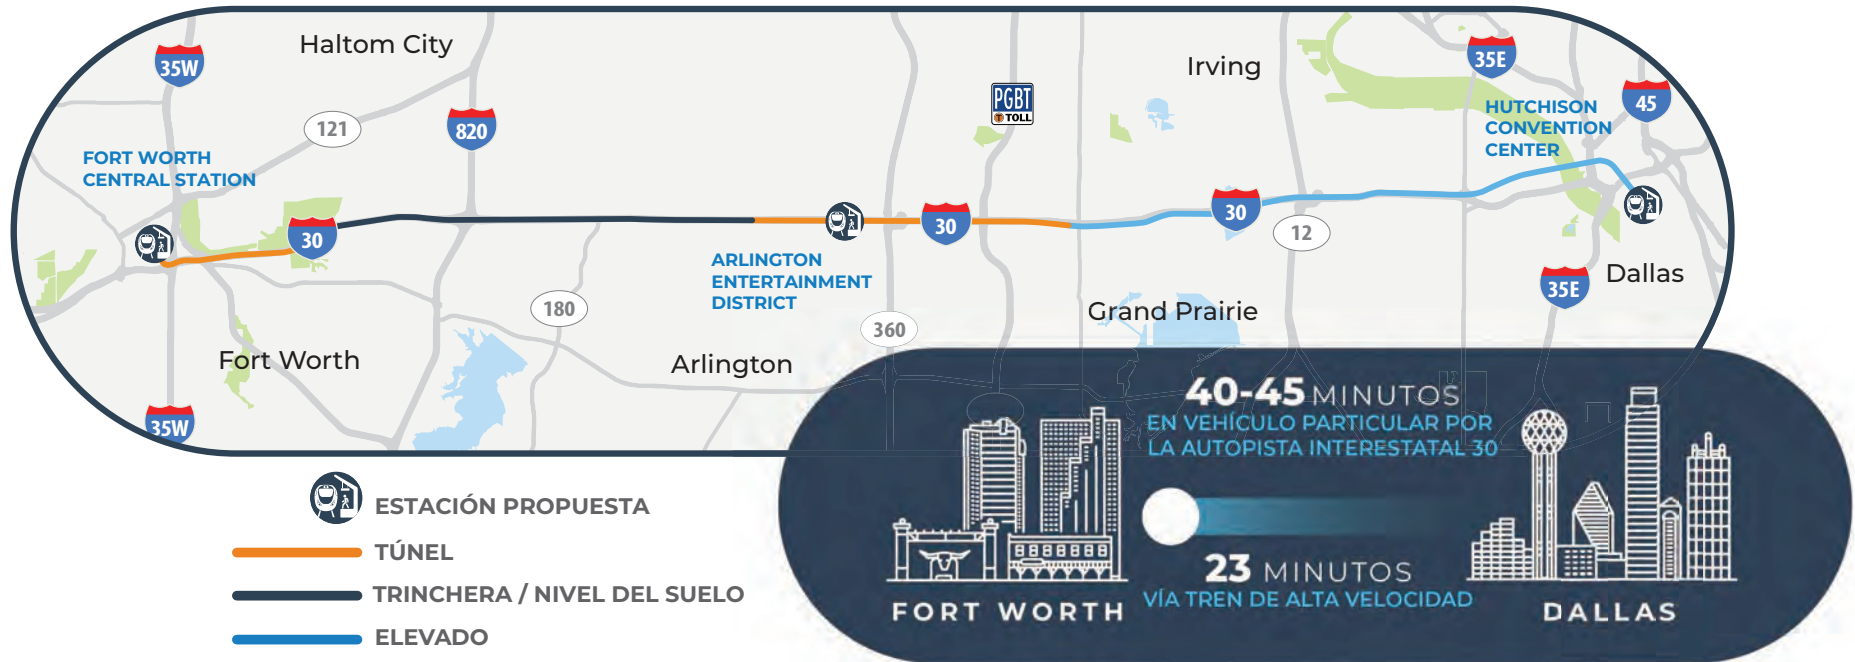 Haltom City
35W
121
820
PGBT
TOLL
Irving
35E
45
HUTCHISON
CONVENTION
CENTER
FORT WORTH
CENTRAL STATION
30
30
30
12
ARLINGTON
ENTERTAINMENT
DISTRICT
180
360
Grand Prairie
35E
Dallas
Fort Worth
Arlington
35W
40-45 MINUTOS
EN VEHÍCULO PARTICULAR POR
LA AUTOPISTA INTERESTATAL 30
23 MINUTOS
VÍA TREN DE ALTA VELOCIDAD
FORT WORTH
DALLAS
ESTACIÓN PROPUESTA
TÚNEL
TRINCHERA / NIVEL DEL SUELO
ELEVADO